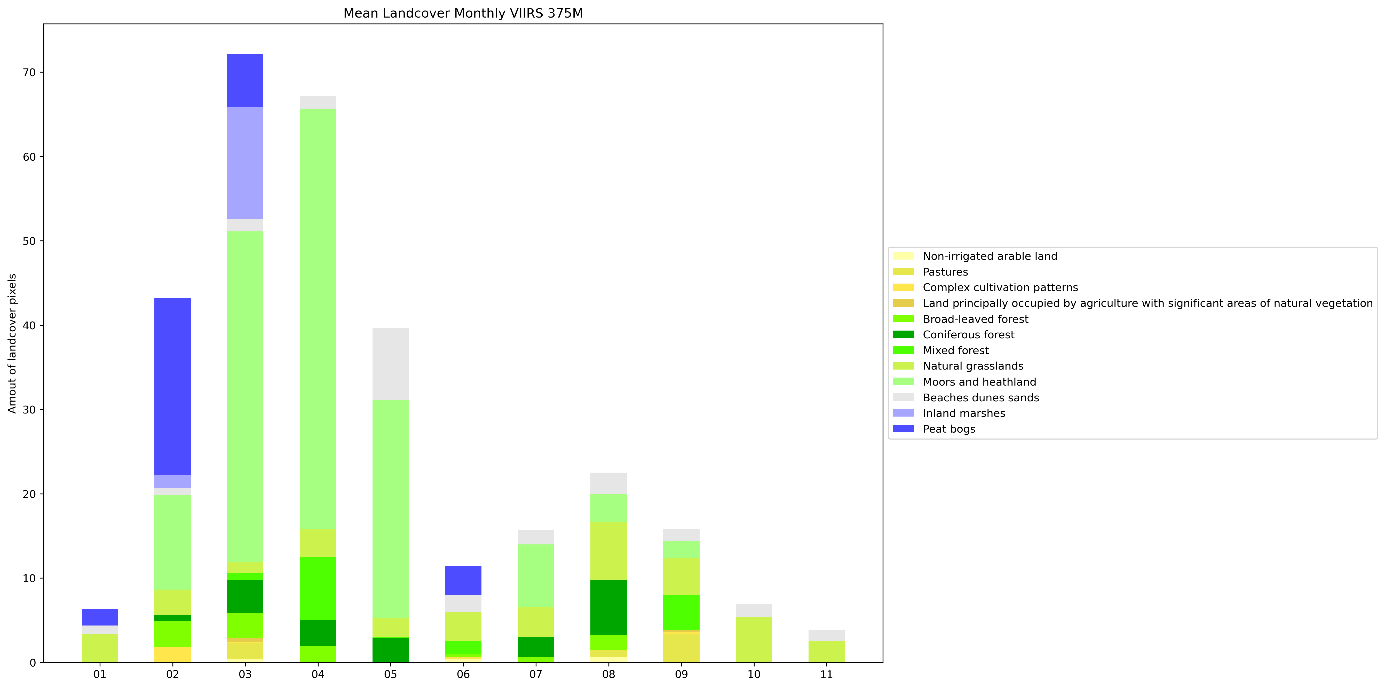 Mean Landcover Monthly VIIRS 375M
Amout of landcover pixels
70
60
50
40
30
20
10
0
01 02 03 04 05 06 07 08 09 10 11
Non-irrigated arable land
Pastures
Complex cultivation patterns
Land principally occupied by agriculture with significant areas of natural vegetation
Broad-leaved forest
Coniferous forest
Mixed forest
Natural grasslands
Moors and heathland
Beaches dunes sands
Inland marshes
Peat bogs